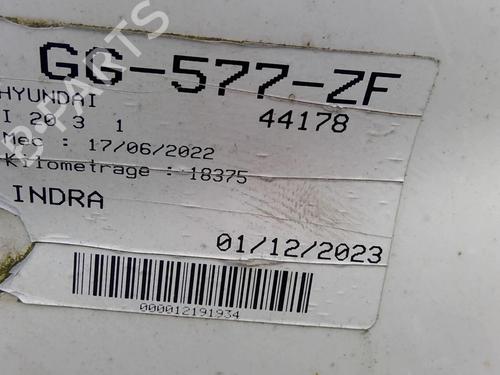 GG-577-ZF
HYUNDAI
I 20 3 1 44178
Mec : 17/06/2022
Kilometrage : 18375
INDRA
01/12/2023
000012191934